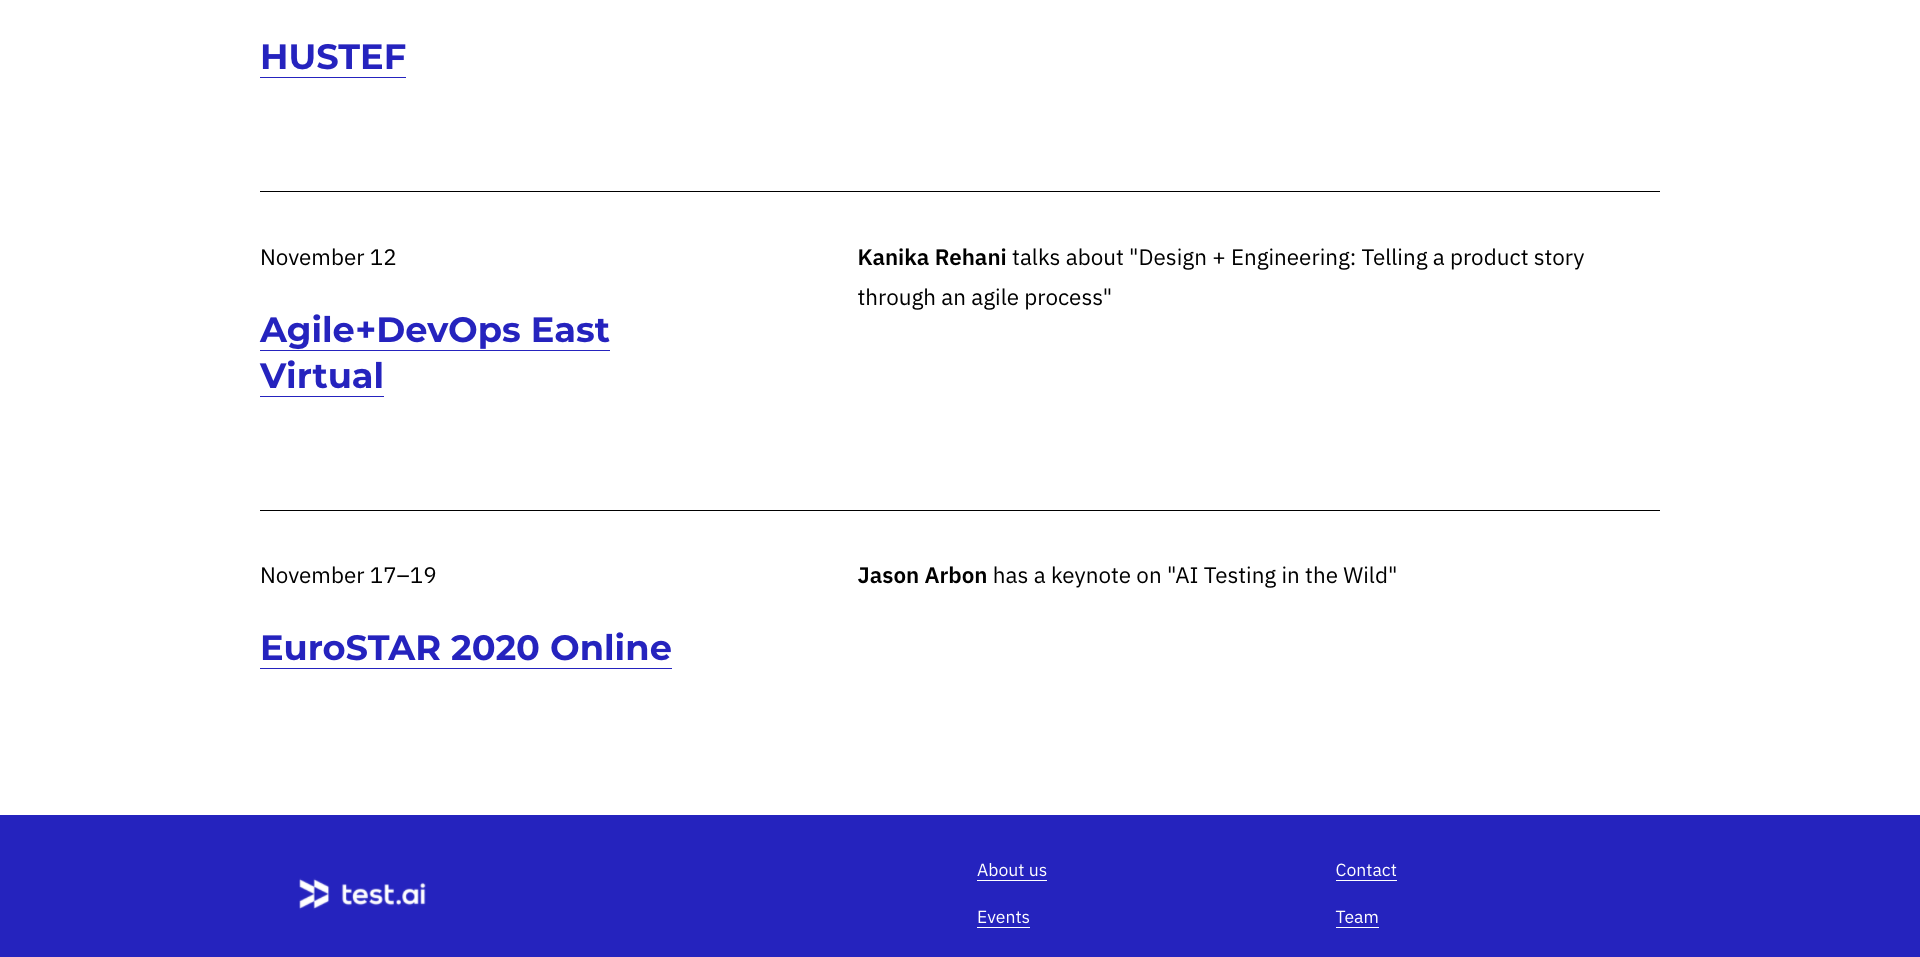 HUSTEF
November 12
Agile+DevOps East
Virtual
Kanika Rehani talks about "Design + Engineering: Telling a product story
through an agile process"
November 17–19
EuroSTAR 2020 Online
Jason Arbon has a keynote on "AI Testing in the Wild"
test.ai
About us
Events
Contact
Team